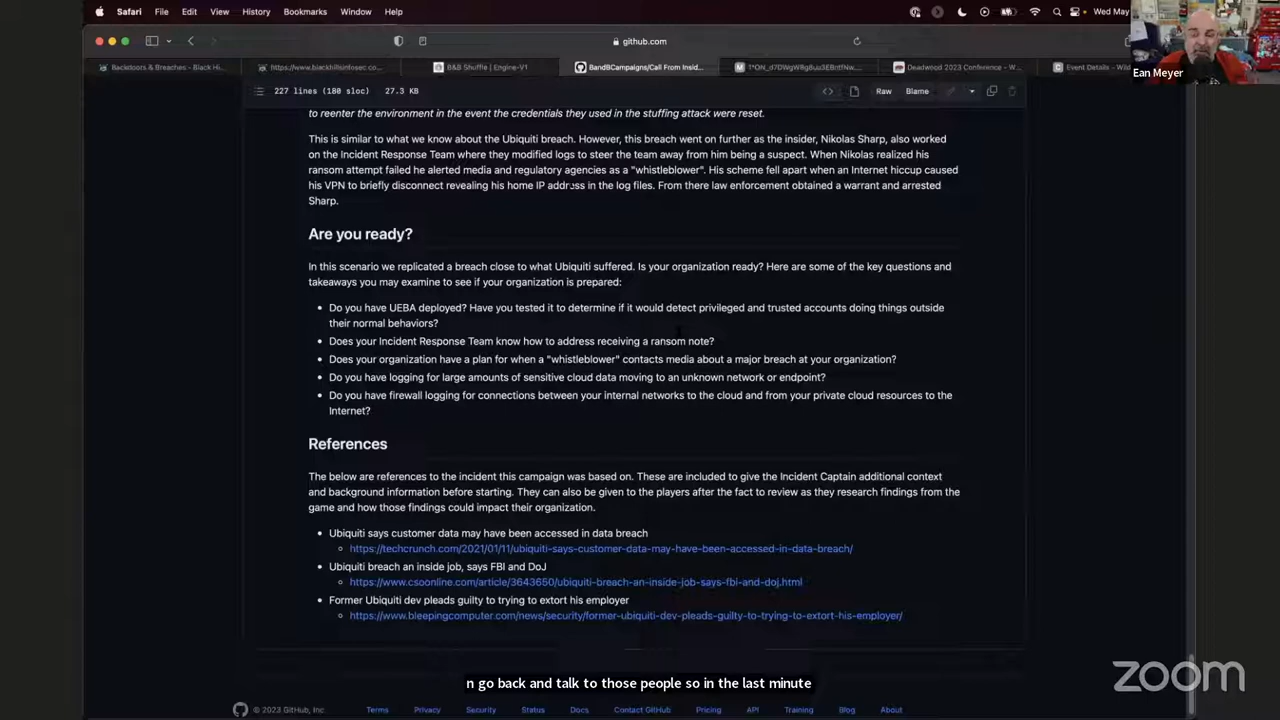 Safari File Edit View History Bookmarks Window Help
Wed May
github.com
Backdoors & Breaches - Black Hi...
https://www.blackhillsinfosec.co...
B&B Shuffle | Engine-V1
BandBCampaigns/Call From Insid...
Deadwood 2023 Conference - W...
Event Details - Wild
Ean Meyer
227 lines (180 sloc) 27.3 KB
Raw Blame
to reenter the environment in the event the credentials they used in the stuffing attack were reset.
This is similar to what we know about the Ubiquiti breach. However, this breach went on further as the insider, Nikolas Sharp, also worked
on the Incident Response Team where they modified logs to steer the team away from him being a suspect. When Nikolas realized his
ransom attempt failed he alerted media and regulatory agencies as a "whistleblower". His scheme fell apart when an Internet hiccup caused
his VPN to briefly disconnect revealing his home IP address in the log files. From there law enforcement obtained a warrant and arrested
Sharp.
Are you ready?
In this scenario we replicated a breach close to what Ubiquiti suffered. Is your organization ready? Here are some of the key questions and
takeaways you may examine to see if your organization is prepared:
Do you have UEBA deployed? Have you tested it to determine if it would detect privileged and trusted accounts doing things outside
their normal behaviors?
Does your Incident Response Team know how to address receiving a ransom note?
Does your organization have a plan for when a "whistleblower" contacts media about a major breach at your organization?
Do you have logging for large amounts of sensitive cloud data moving to an unknown network or endpoint?
Do you have firewall logging for connections between your internal networks to the cloud and from your private cloud resources to the
Internet?
References
The below are references to the incident this campaign was based on. These are included to give the Incident Captain additional context
and background information before starting. They can also be given to the players after the fact to review as they research findings from the
game and how those findings could impact their organization.
Ubiquiti says customer data may have been accessed in data breach
https://techcrunch.com/2021/01/11/ubiquiti-says-customer-data-may-have-been-accessed-in-data-breach/
Ubiquiti breach an inside job, says FBI and DoJ
https://www.csoonline.com/article/3643650/ubiquiti-breach-an-inside-job-says-fbi-and-doj.html
Former Ubiquiti dev pleads guilty to trying to extort his employer
https://www.bleepingcomputer.com/news/security/former-ubiquiti-dev-pleads-guilty-to-trying-to-extort-his-employer/
n go back and talk to those people so in the last minute
zoom
© 2023 GitHub, Inc. Terms Privacy Security Status Docs Contact GitHub Pricing API Training Blog About